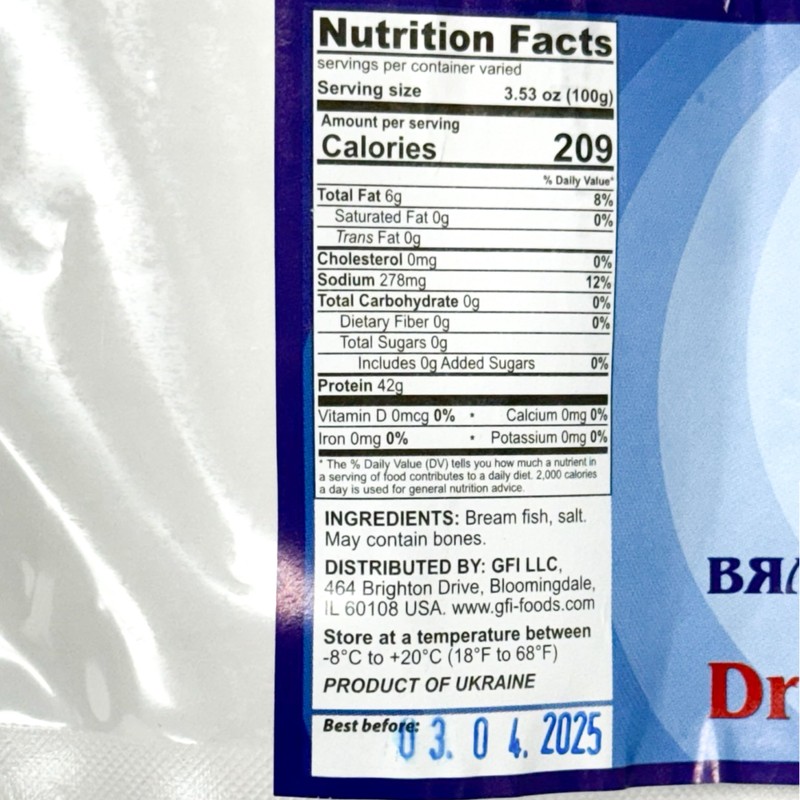 Nutrition Facts
servings per container varied
Serving size 3.53 oz (100g)
Amount per serving
Calories 209
% Daily Value*
Total Fat 6g 8%
Saturated Fat 0g 0%
Trans Fat 0g
Cholesterol 0mg 0%
Sodium 278mg 12%
Total Carbohydrate 0g 0%
Dietary Fiber 0g 0%
Total Sugars 0g
Includes 0g Added Sugars 0%
Protein 42g
Vitamin D 0mcg 0% • Calcium 0mg 0%
Iron 0mg 0% • Potassium 0mg 0%
* The % Daily Value (DV) tells you how much a nutrient in
a serving of food contributes to a daily diet. 2,000 calories
a day is used for general nutrition advice.
INGREDIENTS: Bream fish, salt.
May contain bones.
DISTRIBUTED BY: GFI LLC,
464 Brighton Drive, Bloomingdale,
IL 60108 USA. www.gfi-foods.com
Store at a temperature between
-8°C to +20°C (18°F to 68°F)
PRODUCT OF UKRAINE
Best before: 03.04.2025